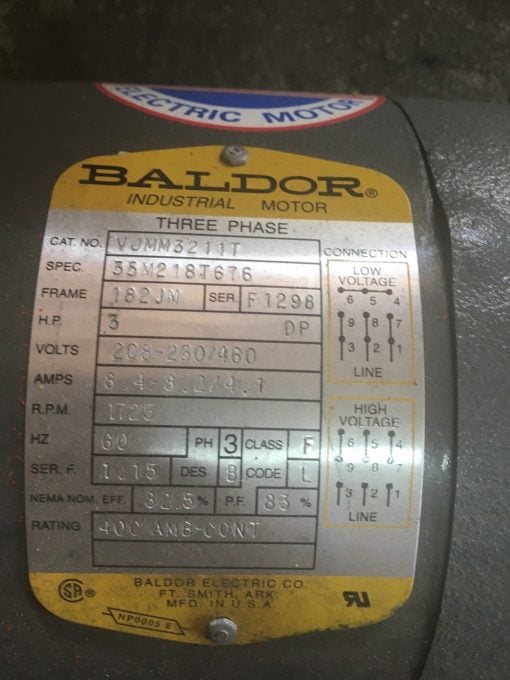 ELECTRIC MOTOR
BALDOR®
INDUSTRIAL MOTOR
THREE PHASE
CAT. NO. VJMM3211T
SPEC. 35M218T676
FRAME 182JM SER. F1298
H.P. 3 DP
VOLTS 208-230/460
AMPS 8.4-8.2/4.1
R.P.M. 1725
HZ 60 PH 3 CLASS F
SER. F. 1.15 DES B CODE L
NEMA NOM. EFF. 82.5 % P.F. 83 %
RATING 40C AMB-CONT
CONNECTION
LOW
VOLTAGE
6 5 4
9 8 7
3 2 1
LINE
HIGH
VOLTAGE
6 5 4
9 8 7
3 2 1
LINE
BALDOR ELECTRIC CO.
FT. SMITH, ARK.
MFD. IN U.S.A.
SA®
NP0005 E